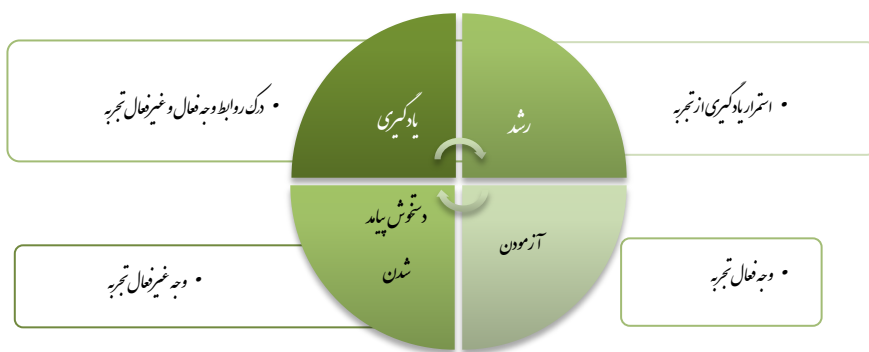 • استمرار یادگیری از تجربه
رشد
یادگیری
• درک روابط وجه فعال و غیرفعال تجربه
• وجه فعال تجربه
آزمودن
دستخوش پیامد
شدن
• وجه غیرفعال تجربه